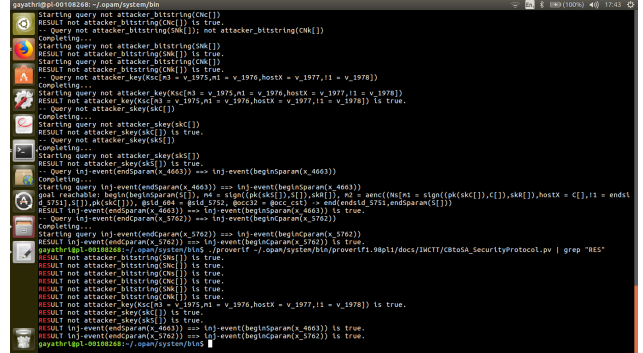 gayathri@pl-00108268: ~/.opam/system/bin
En (100%) 17:43
Starting query not attacker_bitstring(CNc[])
RESULT not attacker_bitstring(CNc[]) is true.
-- Query not attacker_bitstring(SNk[]); not attacker_bitstring(CNk[])
Completing...
Starting query not attacker_bitstring(SNk[])
RESULT not attacker_bitstring(SNk[]) is true.
Starting query not attacker_bitstring(CNk[])
RESULT not attacker_bitstring(CNk[]) is true.
-- Query not attacker_key(Ksc[m3 = v_1975,m1 = v_1976,hostX = v_1977,!1 = v_1978])
Completing...
Starting query not attacker_key(Ksc[m3 = v_1975,m1 = v_1976,hostX = v_1977,!1 = v_1978])
RESULT not attacker_key(Ksc[m3 = v_1975,m1 = v_1976,hostX = v_1977,!1 = v_1978]) is true.
-- Query not attacker_skey(skC[])
Completing...
Starting query not attacker_skey(skC[])
RESULT not attacker_skey(skC[]) is true.
-- Query not attacker_skey(skS[])
Completing...
Starting query not attacker_skey(skS[])
RESULT not attacker_skey(skS[]) is true.
-- Query inj-event(endSparam(x_4663)) ==> inj-event(beginSparam(x_4663))
Completing...
Starting query inj-event(endSparam(x_4663)) ==> inj-event(beginSparam(x_4663))
goal reachable: begin(beginSparam(S[]), m4 = sign((pk(skS[]),S[]),skR[]), m2 = aenc((Ns[m1 = sign((pk(skC[]),C[]),skR[]),hostX = C[],!1 = endsi
d_5751],S[]),pk(skC[])), @sid_604 = @sid_5752, @occ32 = @occ_cst) -> end(endsid_5751,endSparam(S[]))
RESULT inj-event(endSparam(x_4663)) ==> inj-event(beginSparam(x_4663)) is true.
-- Query inj-event(endCparam(x_5762)) ==> inj-event(beginCparam(x_5762))
Completing...
Starting query inj-event(endCparam(x_5762)) ==> inj-event(beginCparam(x_5762))
RESULT inj-event(endCparam(x_5762)) ==> inj-event(beginCparam(x_5762)) is true.
gayathri@pl-00108268:~/.opam/system/bin$ ./proverif ~/.opam/system/bin/proverif1.98pl1/docs/IWCTT/CBtoSA_SecurityProtocol.pv | grep "RES"
RESULT not attacker_bitstring(SNs[]) is true.
RESULT not attacker_bitstring(SNc[]) is true.
RESULT not attacker_bitstring(CNs[]) is true.
RESULT not attacker_bitstring(CNc[]) is true.
RESULT not attacker_bitstring(SNk[]) is true.
RESULT not attacker_bitstring(CNk[]) is true.
RESULT not attacker_key(Ksc[m3 = v_1975,m1 = v_1976,hostX = v_1977,!1 = v_1978]) is true.
RESULT not attacker_skey(skC[]) is true.
RESULT not attacker_skey(skS[]) is true.
RESULT inj-event(endSparam(x_4663)) ==> inj-event(beginSparam(x_4663)) is true.
RESULT inj-event(endCparam(x_5762)) ==> inj-event(beginCparam(x_5762)) is true.
gayathri@pl-00108268:~/.opam/system/bin$